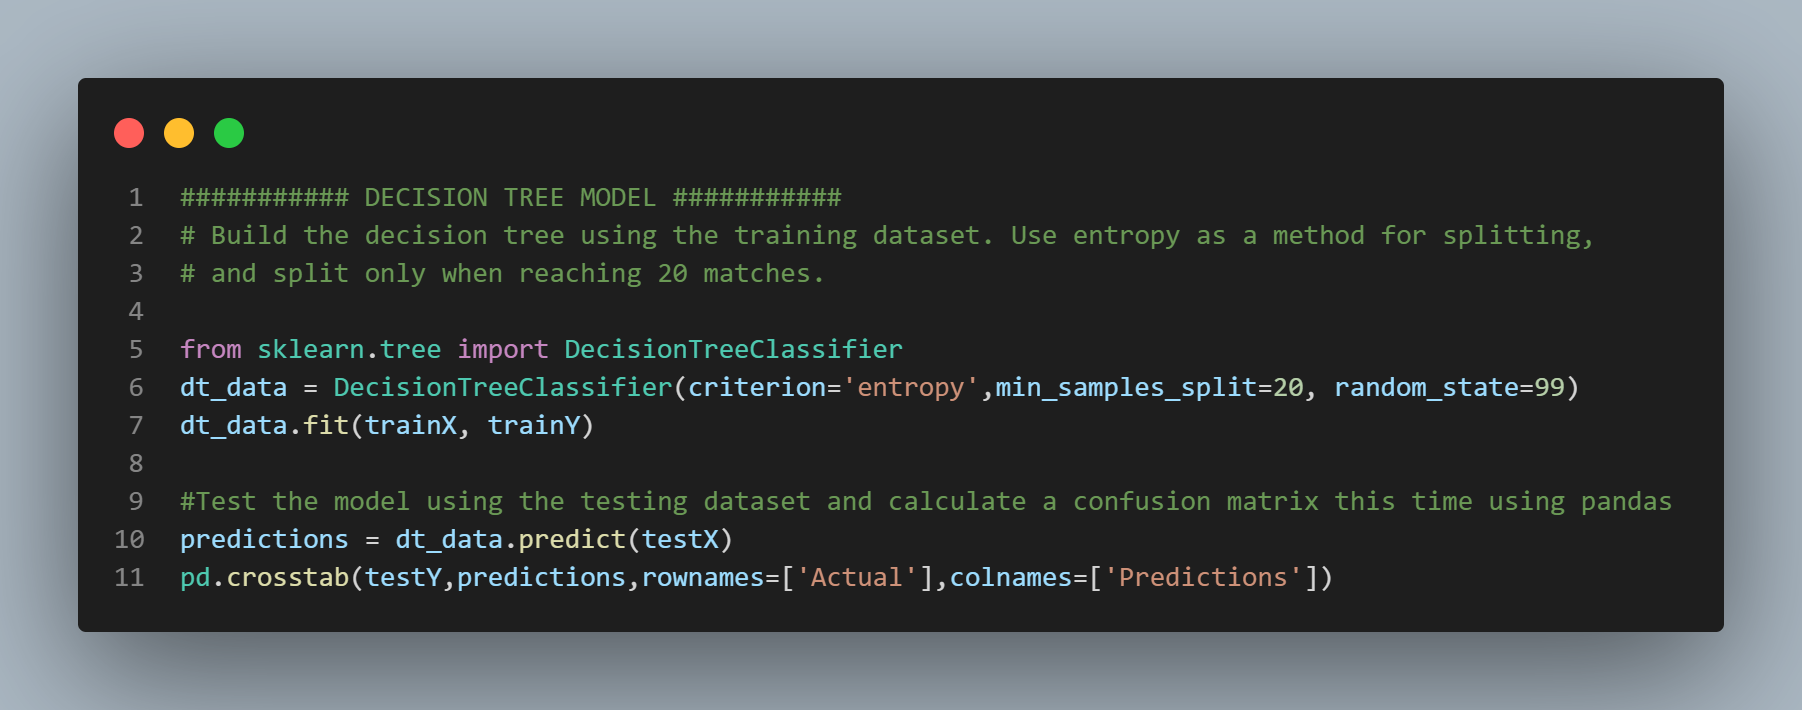 1 ########### DECISION TREE MODEL ###########
2 # Build the decision tree using the training dataset. Use entropy as a method for splitting,
3 # and split only when reaching 20 matches.
4
5 from sklearn.tree import DecisionTreeClassifier
6 dt_data = DecisionTreeClassifier(criterion='entropy',min_samples_split=20, random_state=99)
7 dt_data.fit(trainX, trainY)
8
9 #Test the model using the testing dataset and calculate a confusion matrix this time using pandas
10 predictions = dt_data.predict(testX)
11 pd.crosstab(testY,predictions,rownames=['Actual'],colnames=['Predictions'])